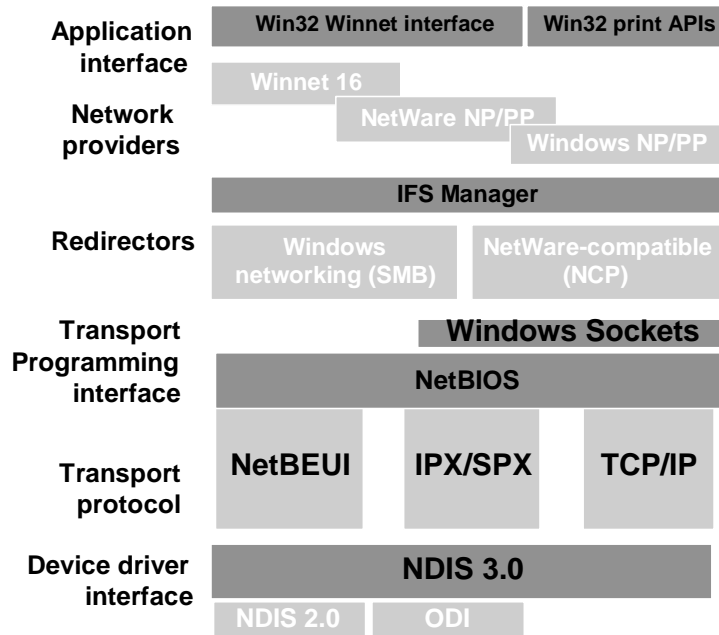 Application
interface
Win32 Winnet interface
Win32 print APIs
Winnet 16
Network
providers
NetWare NP/PP
Windows NP/PP
IFS Manager
Redirectors
Windows
networking (SMB)
NetWare-compatible
(NCP)
Transport
Programming
interface
Windows Sockets
NetBIOS
Transport
protocol
NetBEUI
IPX/SPX
TCP/IP
Device driver
interface
NDIS 3.0
NDIS 2.0
ODI